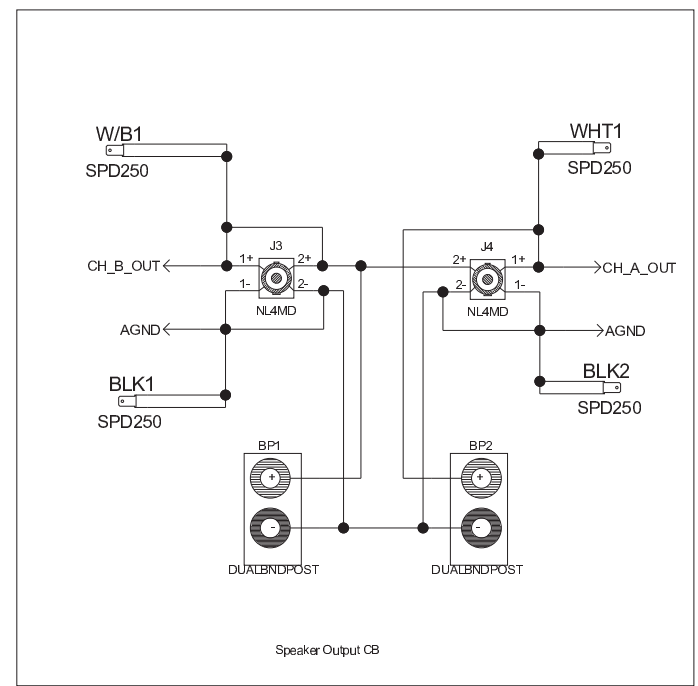 W/B1
SPD250
WHT1
SPD250
J3
J4
CH_B_OUT
1+
2+
2+
1+
CH_A_OUT
1-
2-
2-
1-
NL4MD
NL4MD
AGND
AGND
BLK1
SPD250
BLK2
SPD250
BP1
BP2
+
+
-
-
DUALBNDPOST
DUALBNDPOST
Speaker Output CB